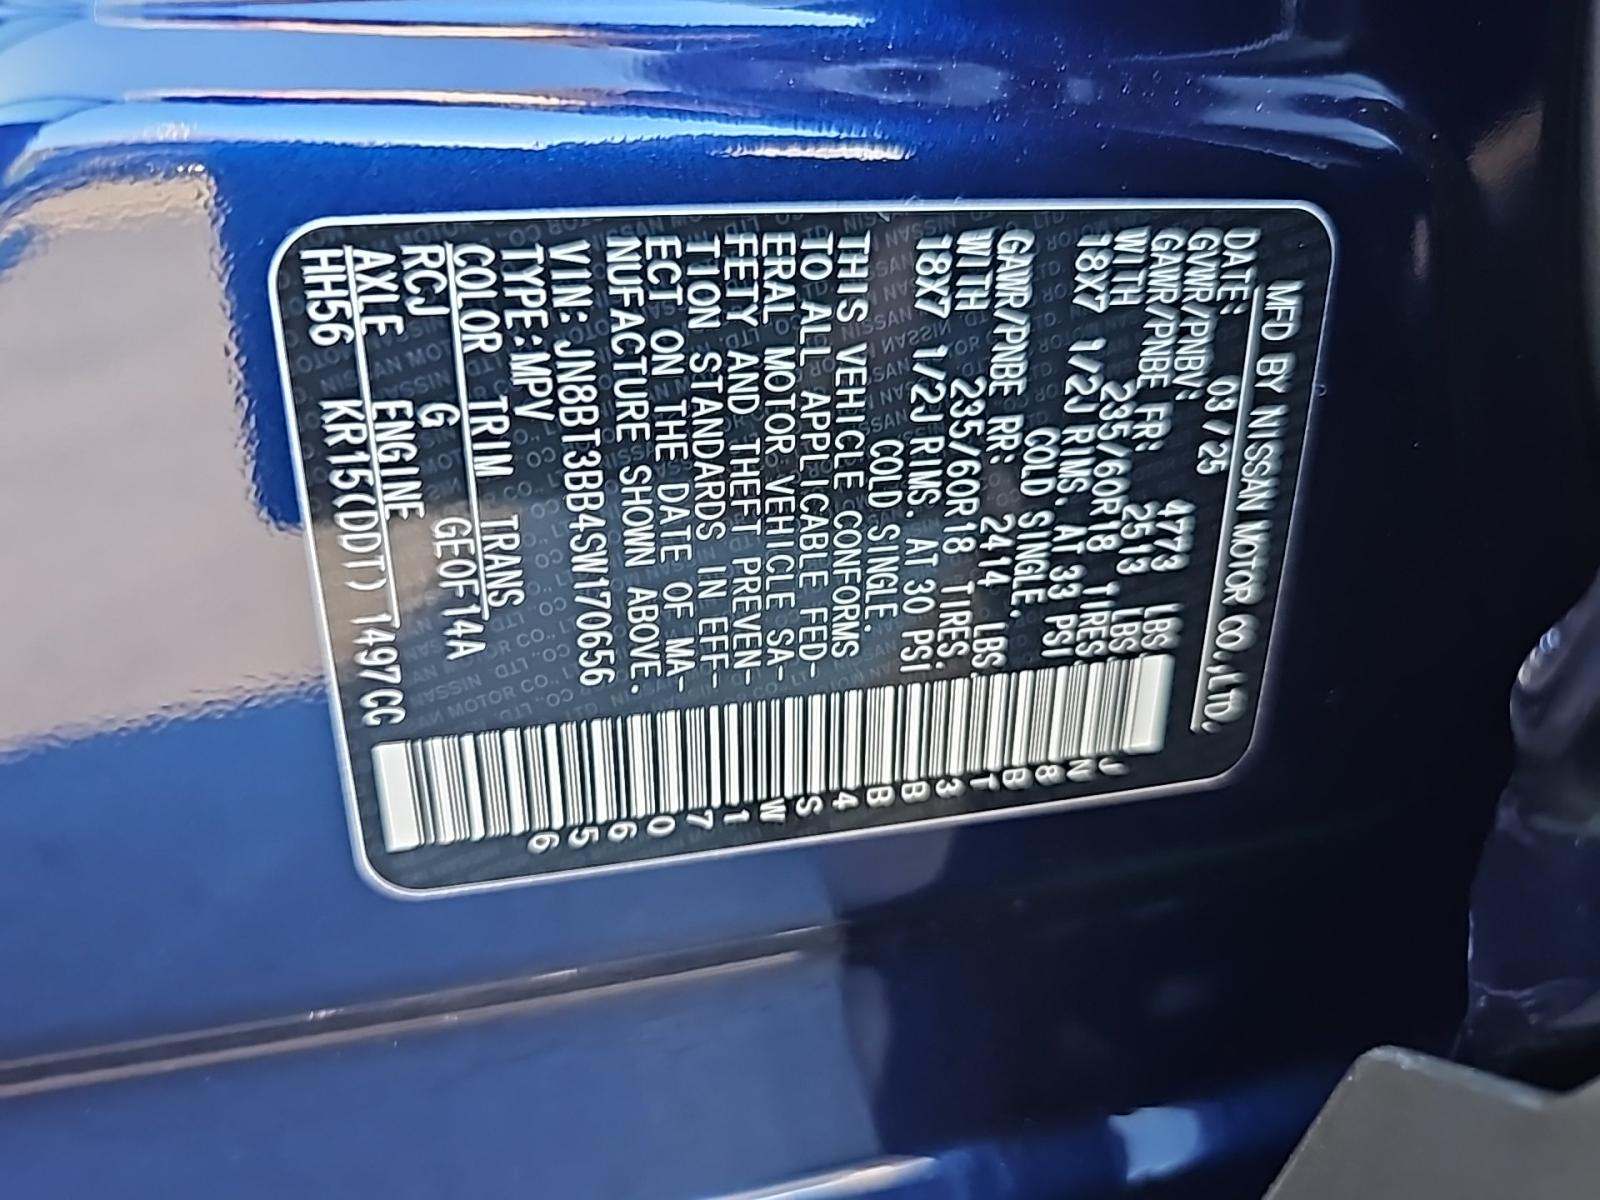 MFD BY NISSAN MOTOR CO.,LTD.
DATE: 03/25
GVWR/PNBV: 4773 LBS
GAWR/PNBE FR: 2513 LBS
WITH 235/60R18 TIRES
18X7 1/2J RIMS. AT 33 PSI
COLD SINGLE.
GAWR/PNBE RR: 2414 LBS
WITH 235/60R18 TIRES.
18X7 1/2J RIMS. AT 30 PSI
COLD SINGLE.
THIS VEHICLE CONFORMS
TO ALL APPLICABLE FED-
ERAL MOTOR VEHICLE SA-
FETY AND THEFT PREVEN-
TION STANDARDS IN EFF-
ECT ON THE DATE OF MA-
NUFACTURE SHOWN ABOVE.
VIN: JN8BT3BB4SW170656
TYPE:MPV
COLOR TRIM TRANS
RCJ G GE0F14A
AXLE ENGINE
HH56 KR15(DDT) 1497CC
JN8BT3BB4SW170656